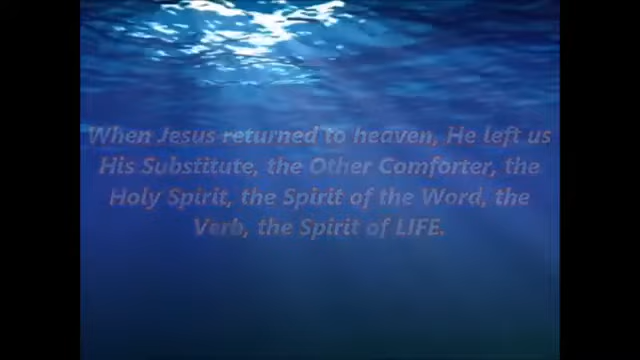 When Jesus returned to heaven, He left us
His Substitute, the Other Comforter, the
Holy Spirit, the Spirit of the Word, the
Verb, the Spirit of LIFE.